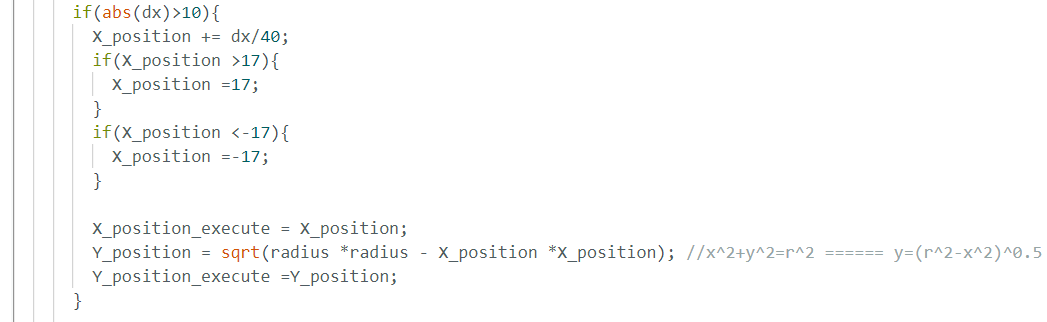 if(abs(dx)>10){
X_position += dx/40;
if(X_position >17){
X_position =17;
}
if(X_position <-17){
X_position =-17;
}
X_position_execute = X_position;
Y_position = sqrt(radius *radius - X_position *X_position); //x^2+y^2=r^2 ====== y=(r^2-x^2)^0.5
Y_position_execute =Y_position;
}